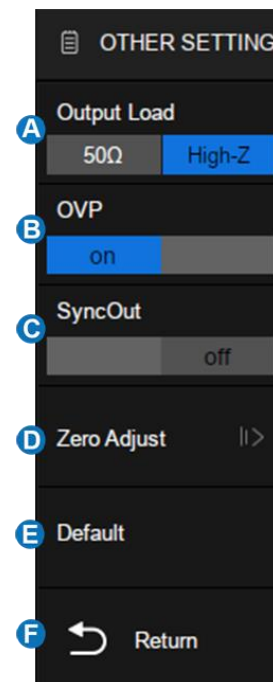 OTHER SETTING
A
Output Load
50Ω High-Z
B
OVP
on
C
SyncOut
off
D
Zero Adjust
E
Default
F
Return